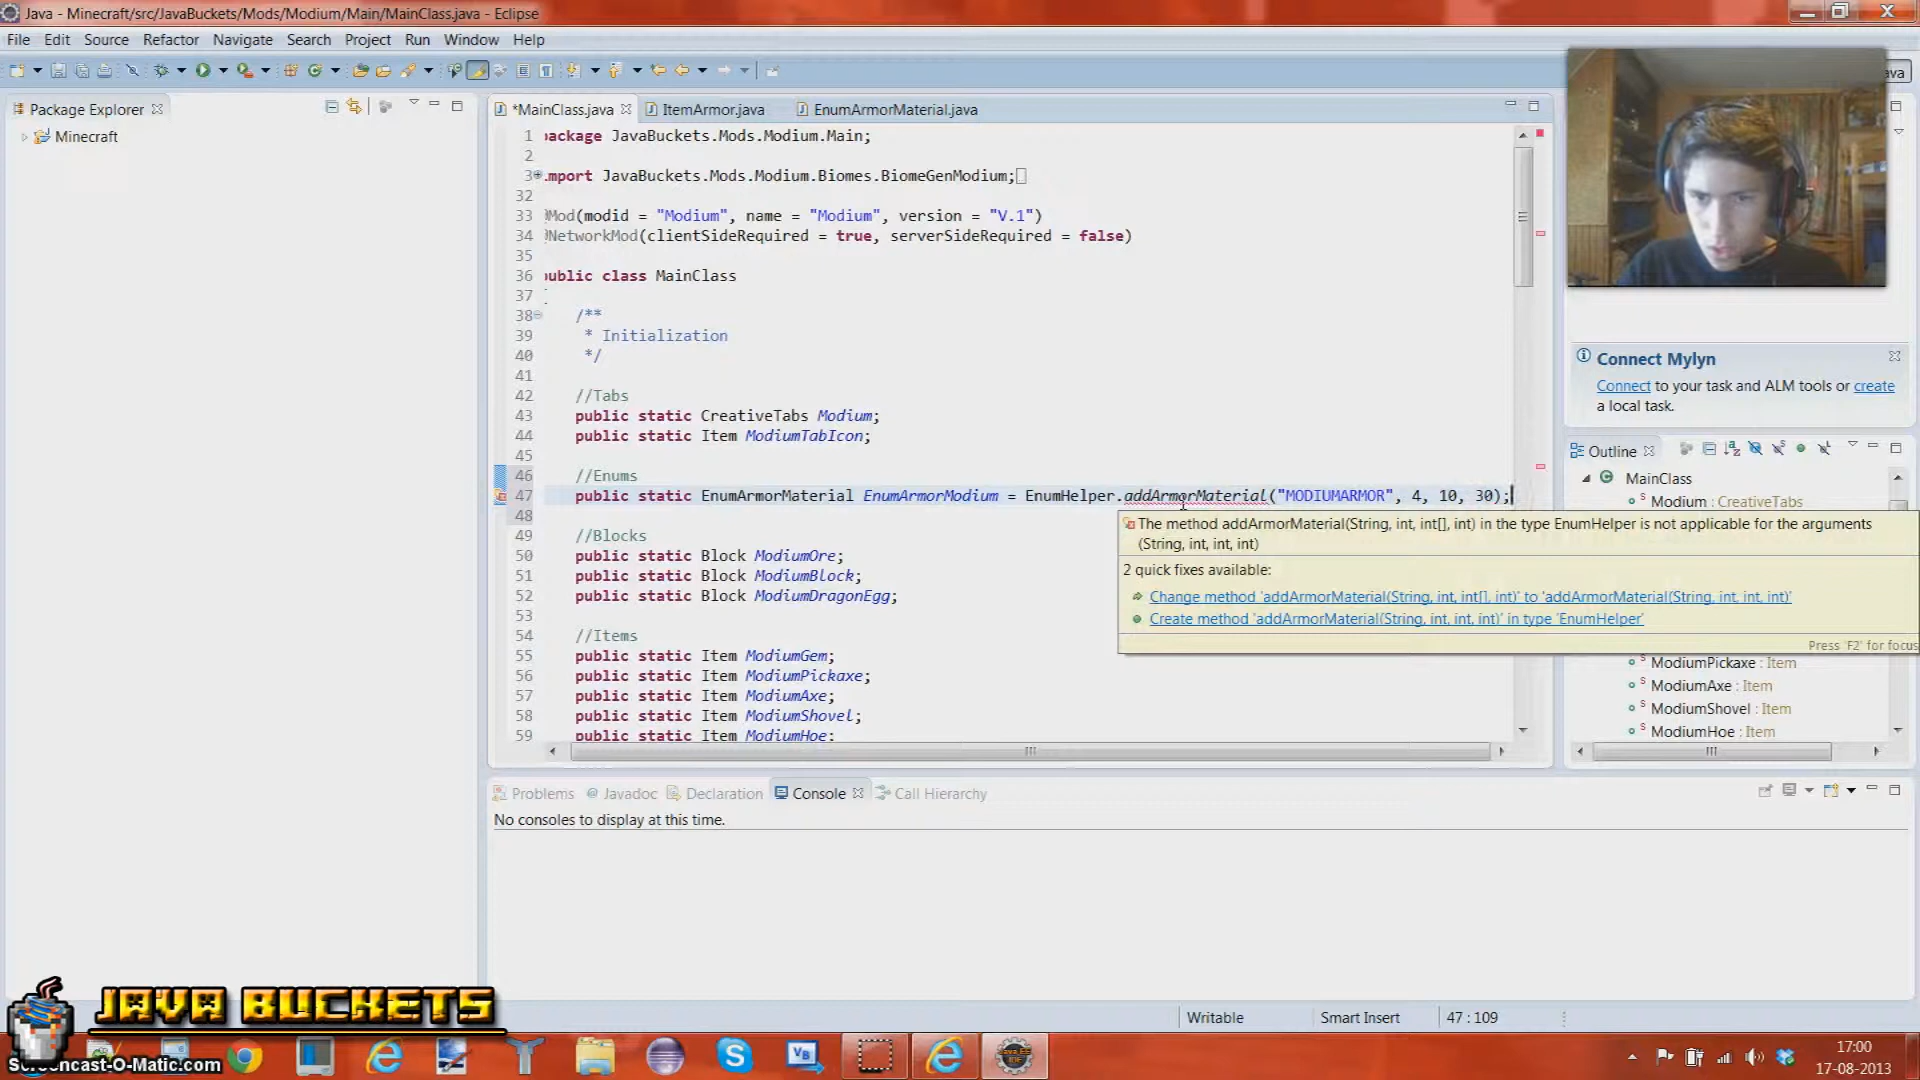 Java - Minecraft/src/JavaBuckets/Mods/Modium/Main/MainClass.java - Eclipse
File Edit Source Refactor Navigate Search Project Run Window Help
ava
Package Explorer
Minecraft
*MainClass.java
ItemArmor.java
EnumArmorMaterial.java
1 ackage JavaBuckets.Mods.Modium.Main;
2
3 mport JavaBuckets.Mods.Modium.Biomes.BiomeGenModium;
32
33 Mod(modid = "Modium", name = "Modium", version = "V.1")
34 NetworkMod(clientSideRequired = true, serverSideRequired = false)
35
36 ublic class MainClass
37
38 /**
39 * Initialization
40 */
41
42 //Tabs
43 public static CreativeTabs Modium;
44 public static Item ModiumTabIcon;
45
46 //Enums
47 public static EnumArmorMaterial EnumArmorModium = EnumHelper.addArmorMaterial("MODIUMARMOR", 4, 10, 30);
48
49 //Blocks
50 public static Block ModiumOre;
51 public static Block ModiumBlock;
52 public static Block ModiumDragonEgg;
53
54 //Items
55 public static Item ModiumGem;
56 public static Item ModiumPickaxe;
57 public static Item ModiumAxe;
58 public static Item ModiumShovel;
59 public static Item ModiumHoe;
The method addArmorMaterial(String, int, int[], int) in the type EnumHelper is not applicable for the arguments
(String, int, int, int)
2 quick fixes available:
Change method 'addArmorMaterial(String, int, int[], int)' to 'addArmorMaterial(String, int, int, int)'
Create method 'addArmorMaterial(String, int, int, int)' in type 'EnumHelper'
Press 'F2' for focus
Connect Mylyn
Connect to your task and ALM tools or create
a local task.
Outline
MainClass
Modium : CreativeTabs
ModiumPickaxe : Item
ModiumAxe : Item
ModiumShovel : Item
ModiumHoe : Item
Problems
Javadoc
Declaration
Console
Call Hierarchy
No consoles to display at this time.
Writable
Smart Insert
47 : 109
JAVA BUCKETS
Screencast-O-Matic.com
17:00
17-08-2013